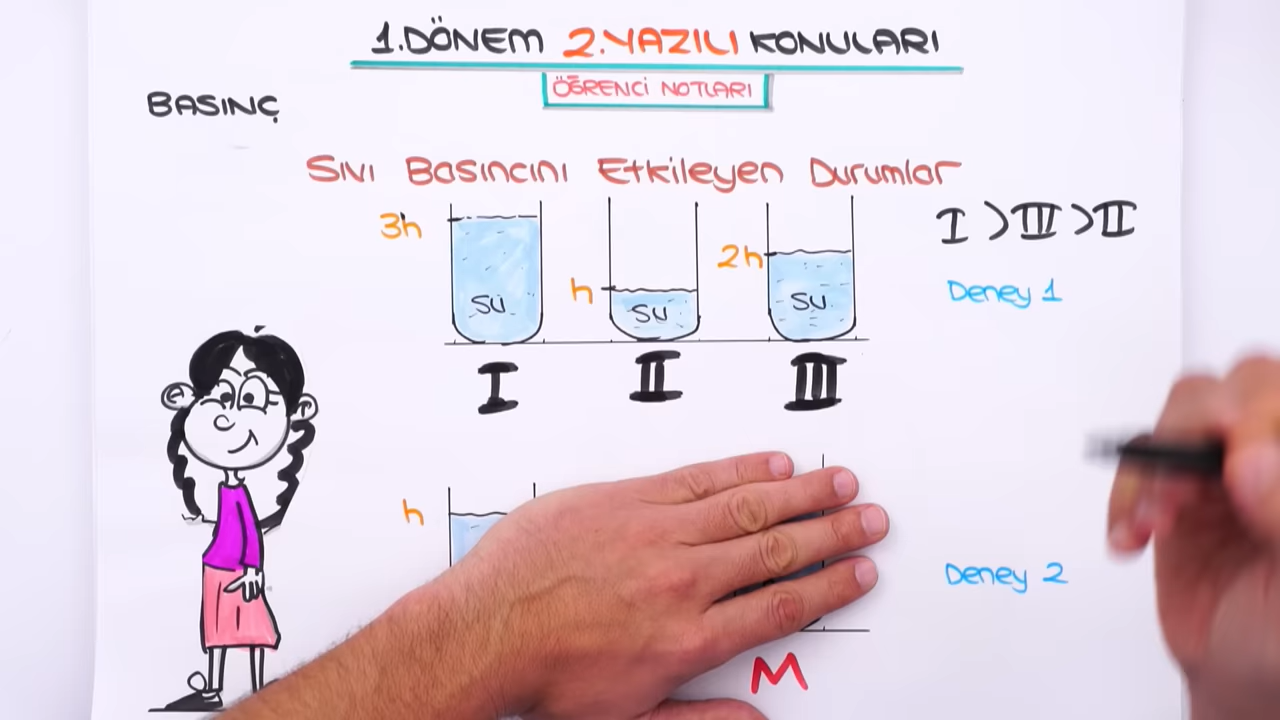 1.DÖNEM 2.YAZILI KONULARI
ÖĞRENCİ NOTLARI
BASINÇ
Sıvı Basıncını Etkileyen Durumlar
3h
h
2h
I > III > II
SU
SU
SU
Deney 1
I
II
III
h
Deney 2
M